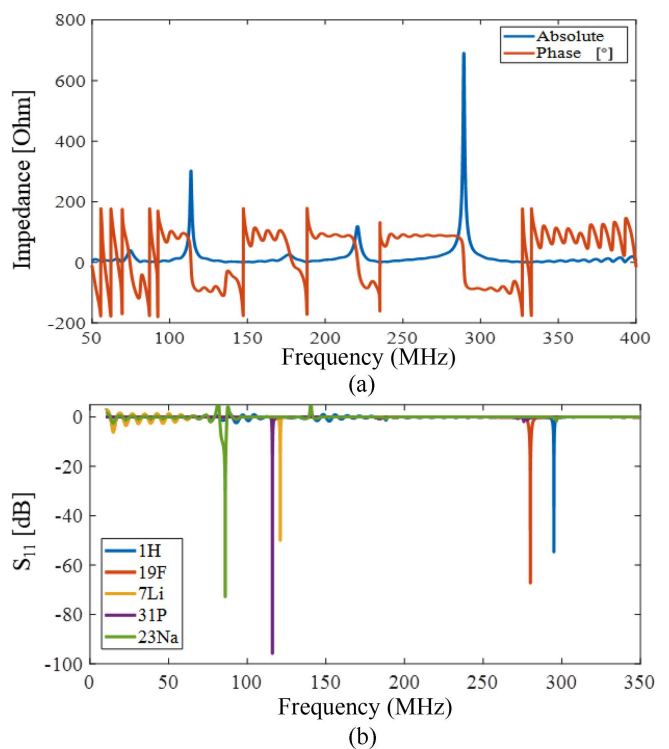 800
600
400
200
0
-200
Impedance [Ohm]
Absolute
Phase [°]
50 100 150 200 250 300 350 400
Frequency (MHz)
(a)
0
-20
-40
-60
-80
-100
S11 [dB]
1H
19F
7Li
31P
23Na
0 50 100 150 200 250 300 350
Frequency (MHz)
(b)